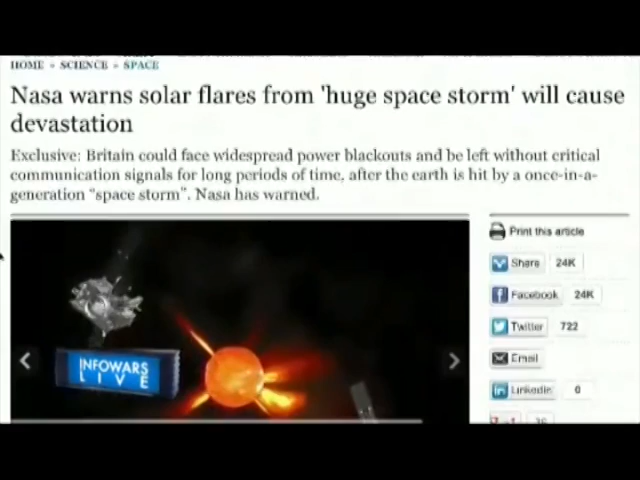 HOME » SCIENCE » SPACE
Nasa warns solar flares from 'huge space storm' will cause
devastation
Exclusive: Britain could face widespread power blackouts and be left without critical
communication signals for long periods of time, after the earth is hit by a once-in-a-
generation “space storm”. Nasa has warned.
Print this article
Share 24K
Facebook 24K
Twitter 722
Email
LinkedIn 0
INFOWARS
LIVE